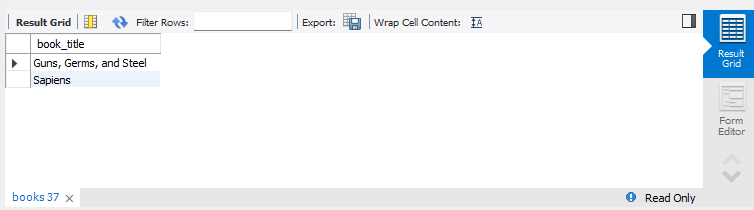 Result Grid Filter Rows: Export: Wrap Cell Content: IA
book_title
Guns, Germs, and Steel
Sapiens
Result
Grid
Form
Editor
books 37 × Read Only